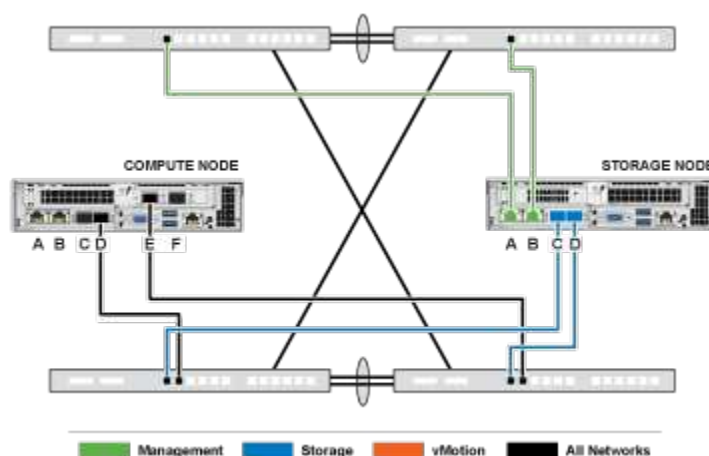 COMPUTE NODE STORAGE NODE
A B C D E F A B C D
Management Storage vMotion All Networks